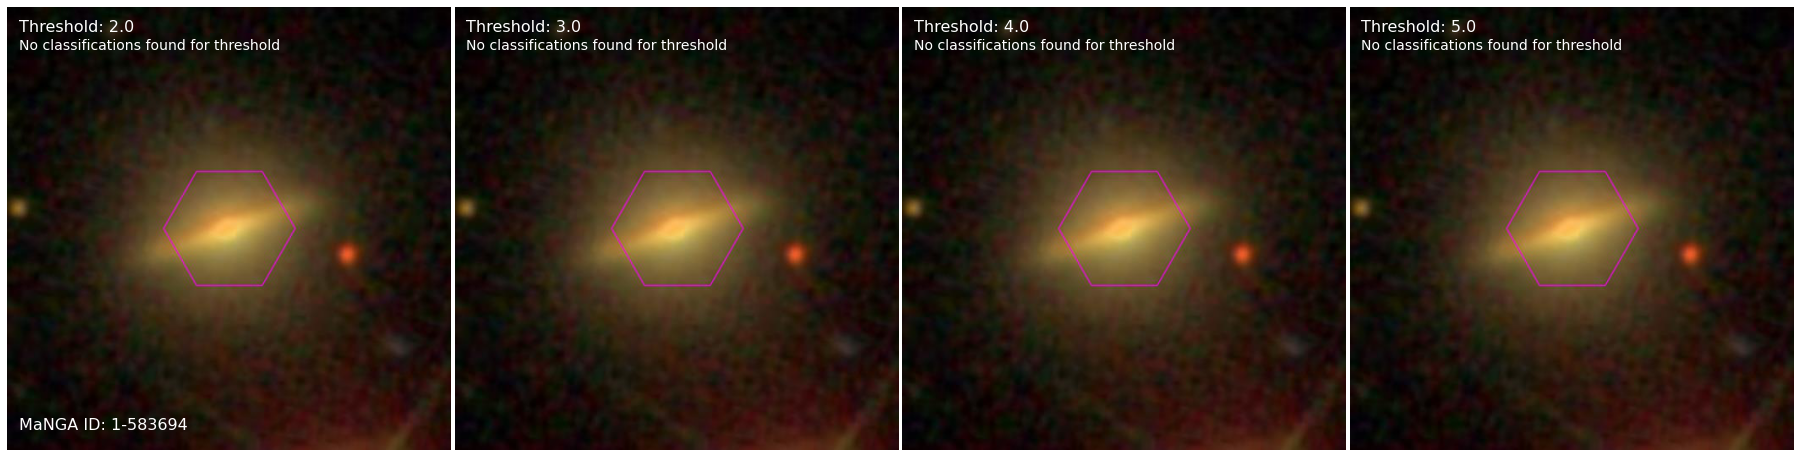 Threshold: 2.0
No classifications found for threshold
MaNGA ID: 1-583694
Threshold: 3.0
No classifications found for threshold
Threshold: 4.0
No classifications found for threshold
Threshold: 5.0
No classifications found for threshold